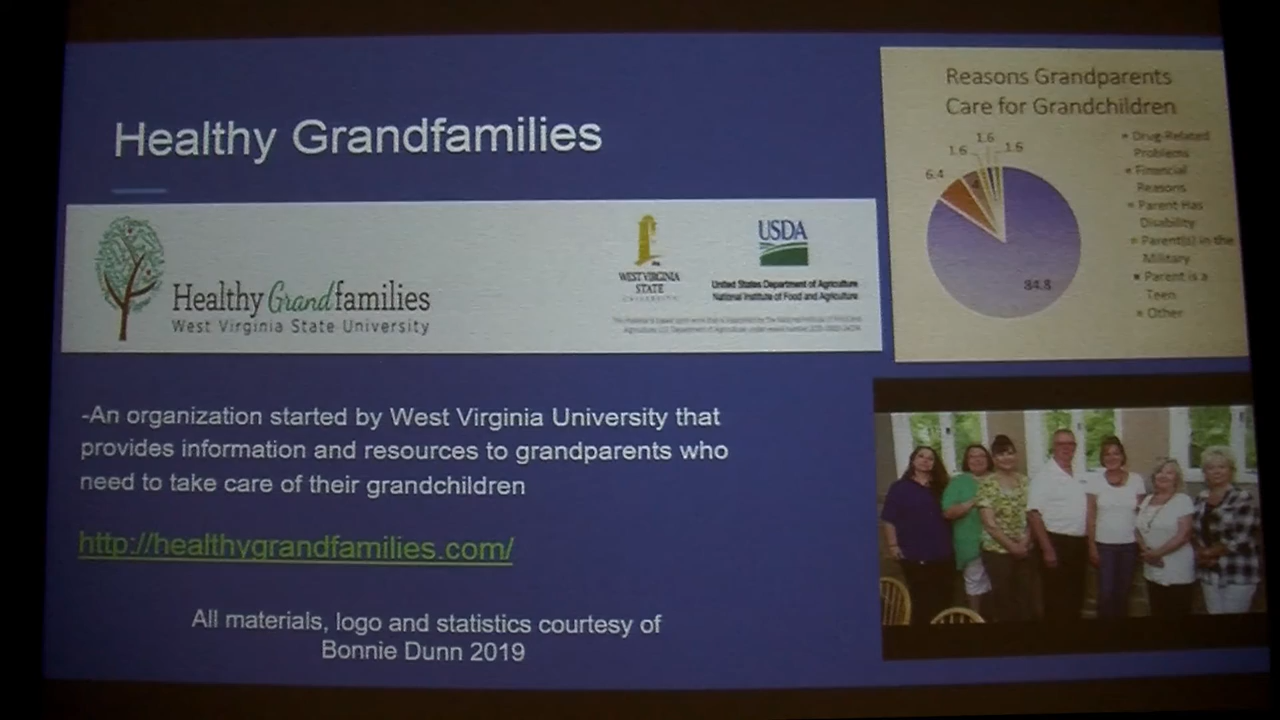 Healthy Grandfamilies
Healthy Grandfamilies
West Virginia State University
WEST VIRGINIA
STATE
UNIVERSITY
USDA
United States Department of Agriculture
National Institute of Food and Agriculture
-An organization started by West Virginia University that
provides information and resources to grandparents who
need to take care of their grandchildren
http://healthygrandfamilies.com/
All materials, logo and statistics courtesy of
Bonnie Dunn 2019
Reasons Grandparents
Care for Grandchildren
1.6
1.6
1.6
6.4
4
84.8
Drug-Related
Problems
Financial
Reasons
Parent Has
Disability
Parent(s) in the
Military
Parent is a
Teen
Other